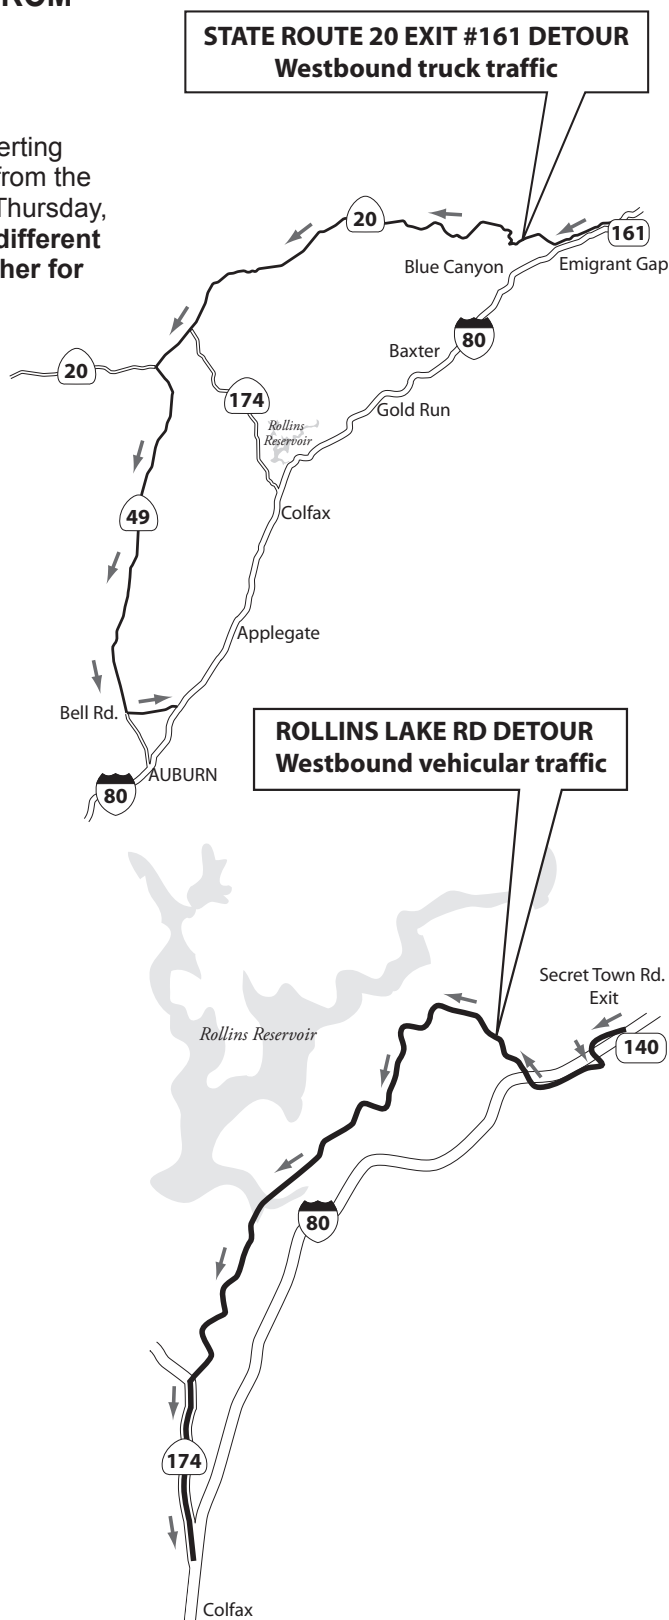 STATE ROUTE 20 EXIT #161 DETOUR
Westbound truck traffic
erting
from the
Thursday,
different
her for
20
161
Blue Canyon
Emigrant Gap
80
Baxter
20
174
Gold Run
Rollins
Reservoir
49
Colfax
Applegate
Bell Rd.
AUBURN
80
ROLLINS LAKE RD DETOUR
Westbound vehicular traffic
Secret Town Rd.
Exit
Rollins Reservoir
140
80
174
Colfax